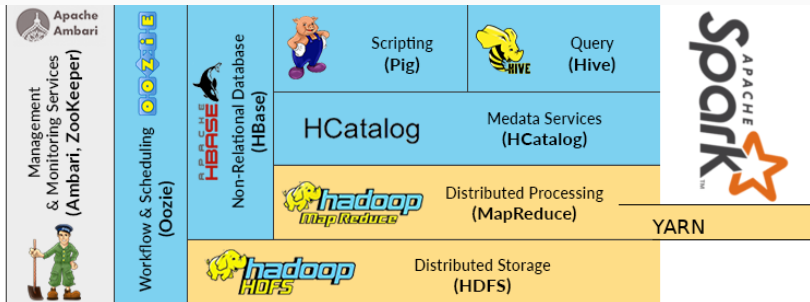 Apache
Ambari
Management
& Monitoring Services
(Ambari, ZooKeeper)
OOZIE
Workflow & Scheduling
(Oozie)
APACHE
HBASE
Non-Relational Database
(HBase)
Scripting
(Pig)
HIVE
Query
(Hive)
HCatalog
Medata Services
(HCatalog)
hadoop
Map Reduce
Distributed Processing
(MapReduce)
hadoop
HDFS
Distributed Storage
(HDFS)
APACHE
Spark™
YARN